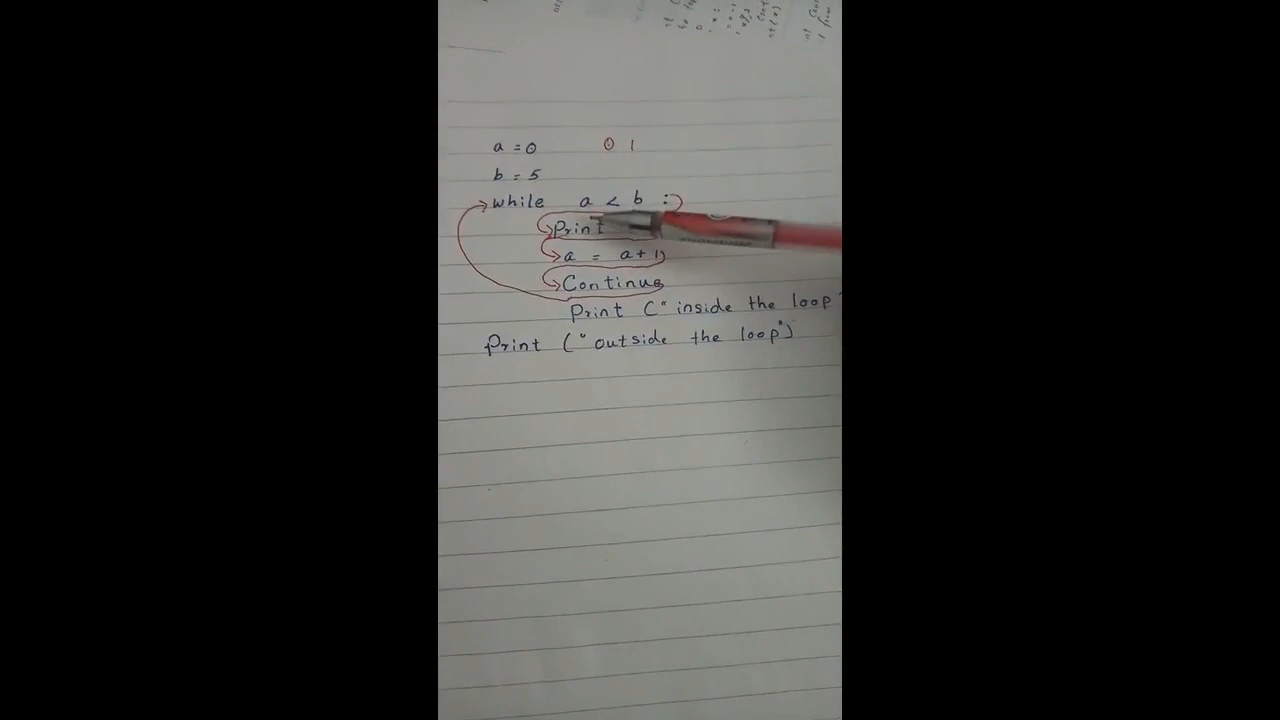 a = 0 0 1
b = 5
while a < b :
Print
a = a+1
Continue
Print (" inside the loop"
Print ("outside the loop")